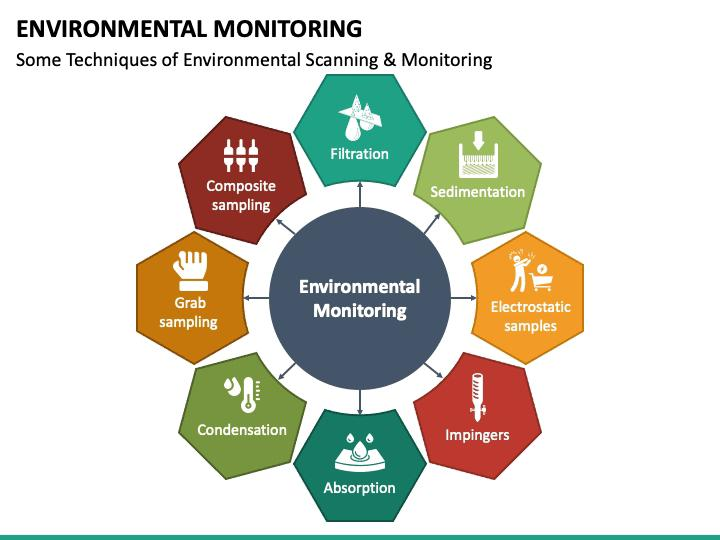 ENVIRONMENTAL MONITORING
Some Techniques of Environmental Scanning & Monitoring
Filtration
Sedimentation
Electrostatic
samples
Impingers
Absorption
Condensation
Grab
sampling
Composite
sampling
Environmental
Monitoring